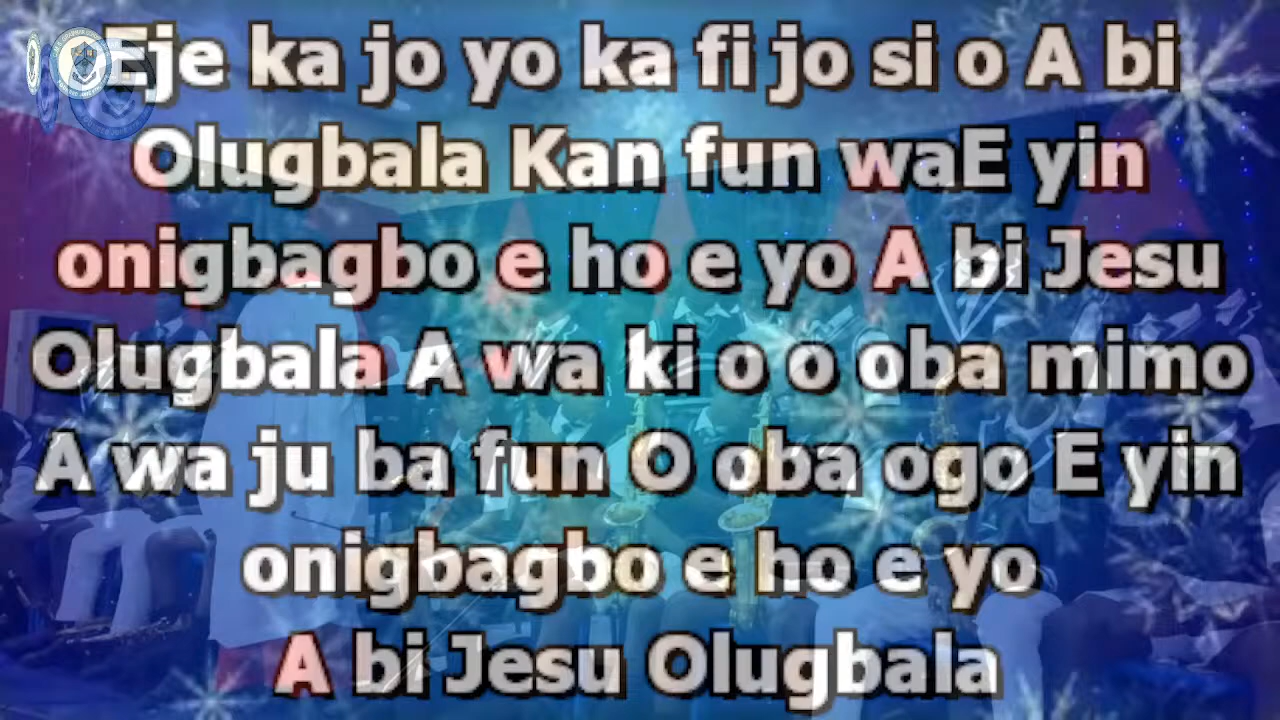 Eje ka jo yo ka fi jo si o A bi
Olugbala Kan fun waE yin
onigbagbo e ho e yo A bi Jesu
Olugbala A wa ki o o oba mimo
A wa ju ba fun O oba ogo E yin
onigbagbo e ho e yo
A bi Jesu Olugbala